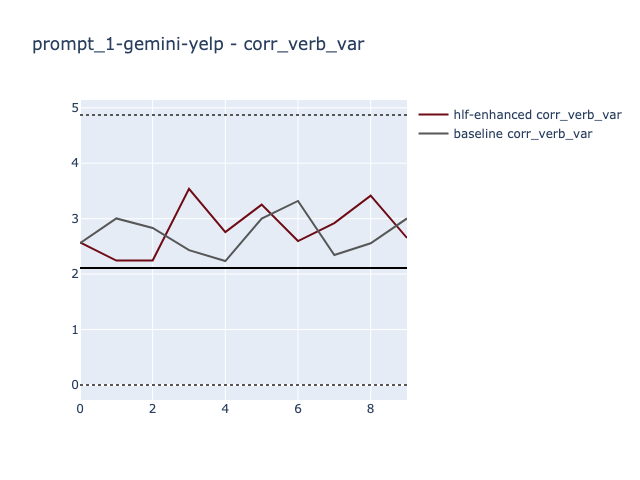 prompt_1-gemini-yelp - corr_verb_var
hlf-enhanced corr_verb_var
baseline corr_verb_var
5
4
3
2
1
0
0 2 4 6 8